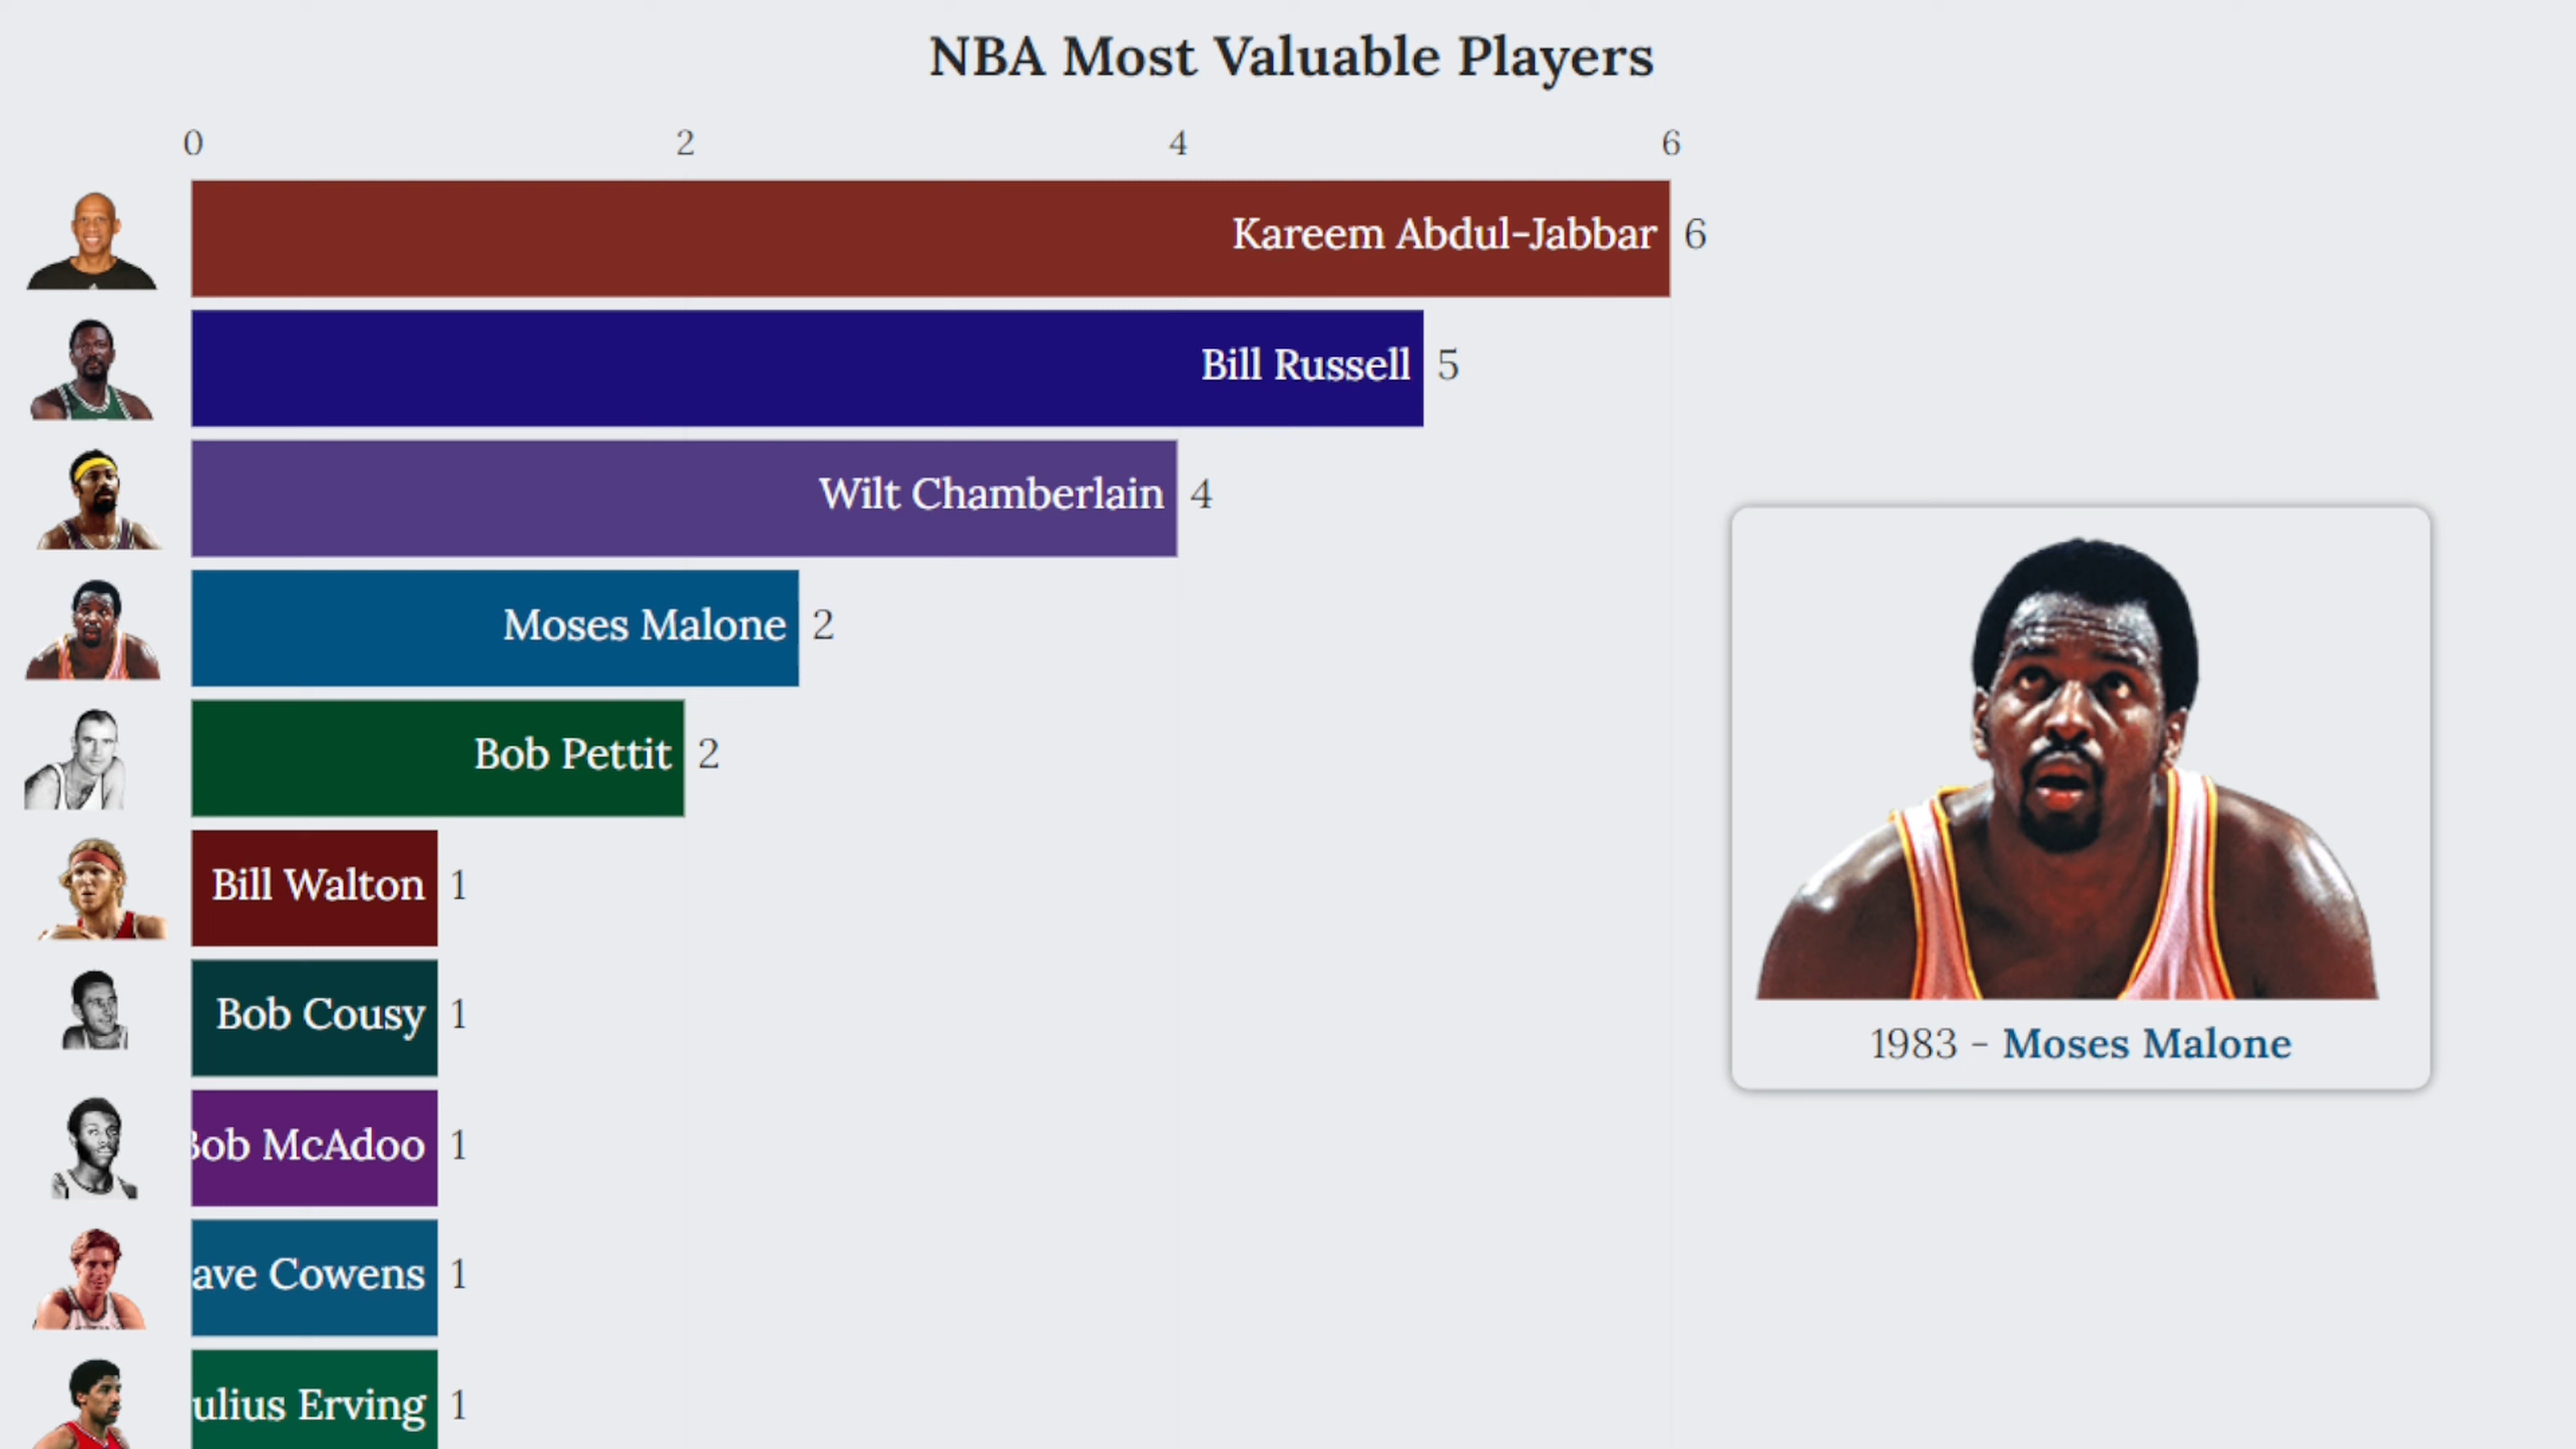 NBA Most Valuable Players
0 2 4 6
Kareem Abdul-Jabbar 6
Bill Russell 5
Wilt Chamberlain 4
Moses Malone 2
Bob Pettit 2
Bill Walton 1
Bob Cousy 1
Bob McAdoo 1
ave Cowens 1
ulius Erving 1
1983 - Moses Malone